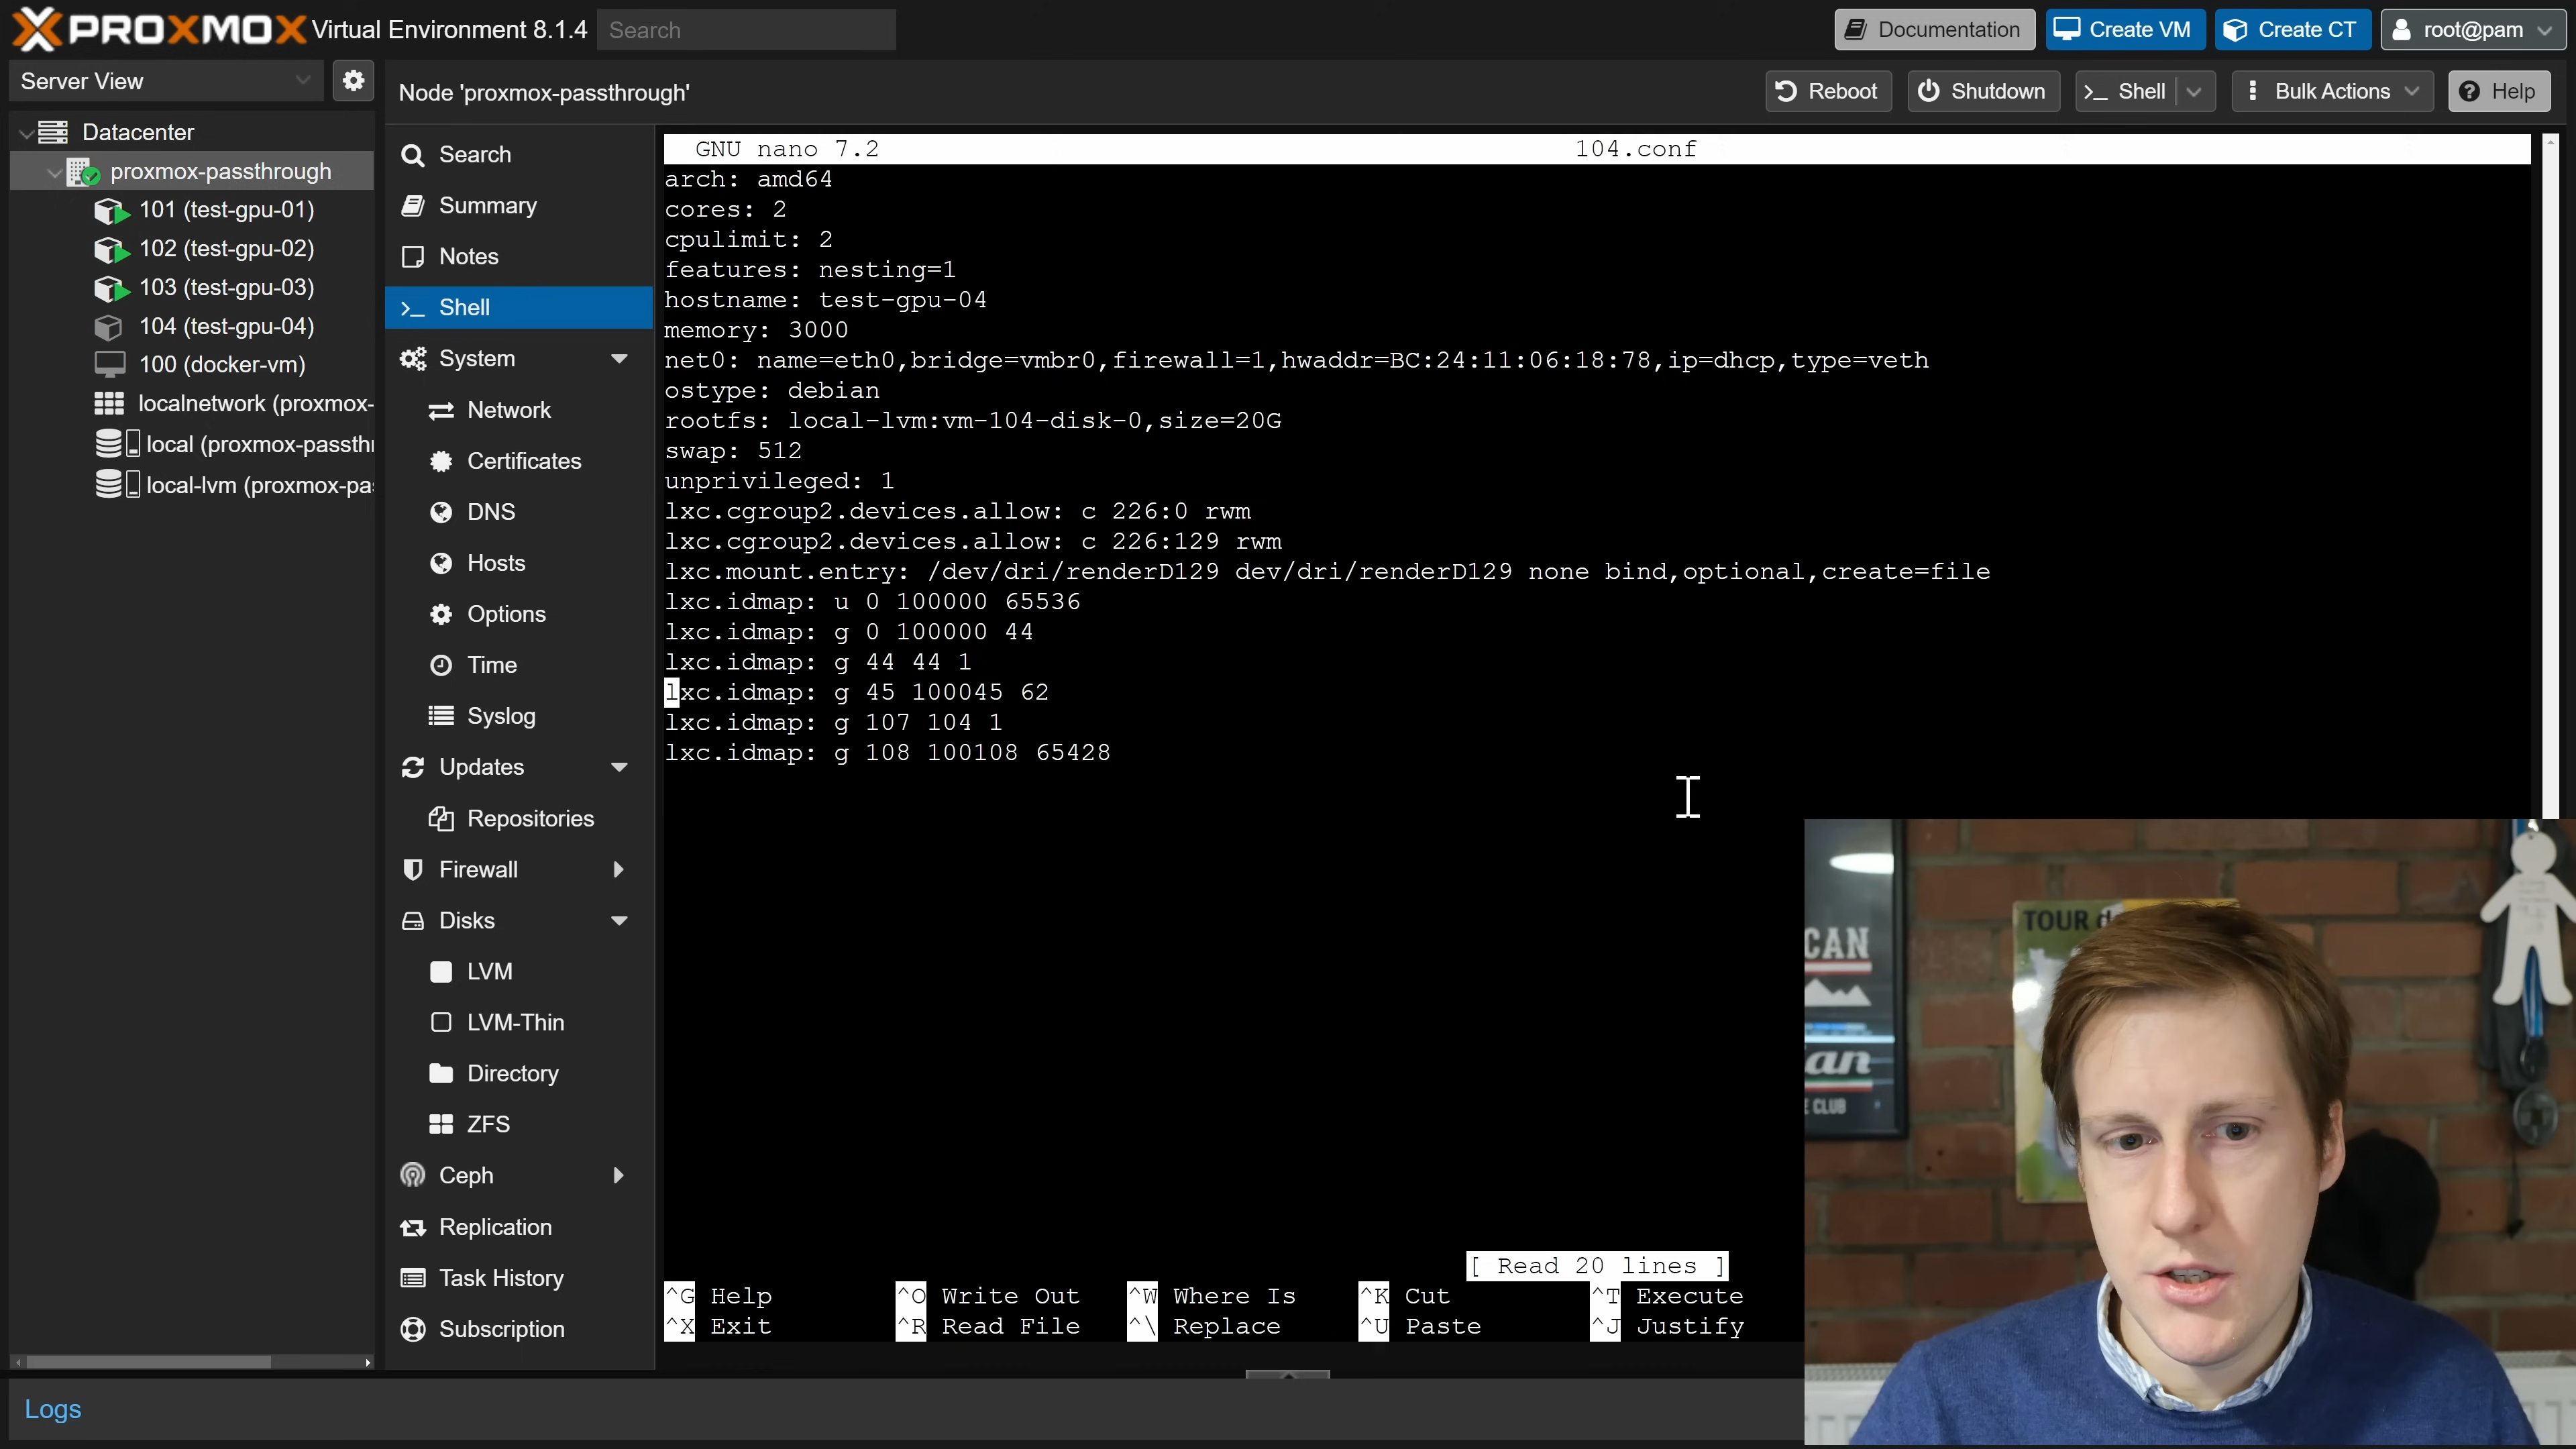 PROXMOX Virtual Environment 8.1.4 Search Documentation Create VM Create CT root@pam
Server View
Node 'proxmox-passthrough' Reboot Shutdown Shell Bulk Actions Help
Datacenter
proxmox-passthrough
101 (test-gpu-01)
102 (test-gpu-02)
103 (test-gpu-03)
104 (test-gpu-04)
100 (docker-vm)
localnetwork (proxmox-
local (proxmox-passthr
local-lvm (proxmox-pa
Search
Summary
Notes
Shell
System
Network
Certificates
DNS
Hosts
Options
Time
Syslog
Updates
Repositories
Firewall
Disks
LVM
LVM-Thin
Directory
ZFS
Ceph
Replication
Task History
Subscription
GNU nano 7.2 104.conf
arch: amd64
cores: 2
cpulimit: 2
features: nesting=1
hostname: test-gpu-04
memory: 3000
net0: name=eth0,bridge=vmbr0,firewall=1,hwaddr=BC:24:11:06:18:78,ip=dhcp,type=veth
ostype: debian
rootfs: local-lvm:vm-104-disk-0,size=20G
swap: 512
unprivileged: 1
lxc.cgroup2.devices.allow: c 226:0 rwm
lxc.cgroup2.devices.allow: c 226:129 rwm
lxc.mount.entry: /dev/dri/renderD129 dev/dri/renderD129 none bind,optional,create=file
lxc.idmap: u 0 100000 65536
lxc.idmap: g 0 100000 44
lxc.idmap: g 44 44 1
lxc.idmap: g 45 100045 62
lxc.idmap: g 107 104 1
lxc.idmap: g 108 100108 65428
[ Read 20 lines ]
^G Help ^O Write Out ^W Where Is ^K Cut ^T Execute
^X Exit ^R Read File ^\ Replace ^U Paste ^J Justify
TOUR d
CAN
an
E CLUB
Logs